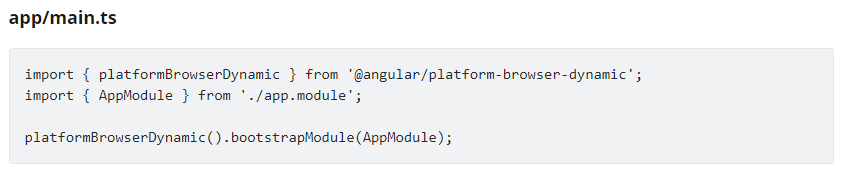 app/main.ts
import { platformBrowserDynamic } from '@angular/platform-browser-dynamic';
import { AppModule } from './app.module';
platformBrowserDynamic().bootstrapModule(AppModule);